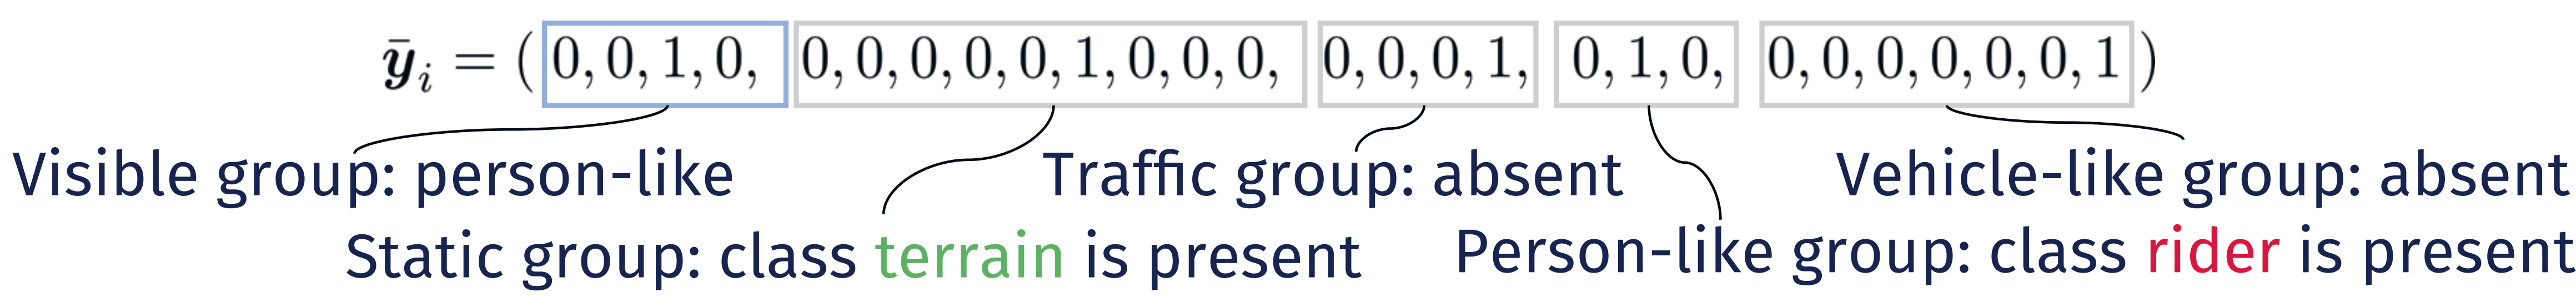 ȳᵢ = ( 0, 0, 1, 0, 0, 0, 0, 0, 0, 1, 0, 0, 0, 0, 0, 0, 1, 0, 1, 0, 0, 0, 0, 0, 0, 0, 1 )
Visible group: person-like
Traffic group: absent
Vehicle-like group: absent
Static group: class terrain is present
Person-like group: class rider is present